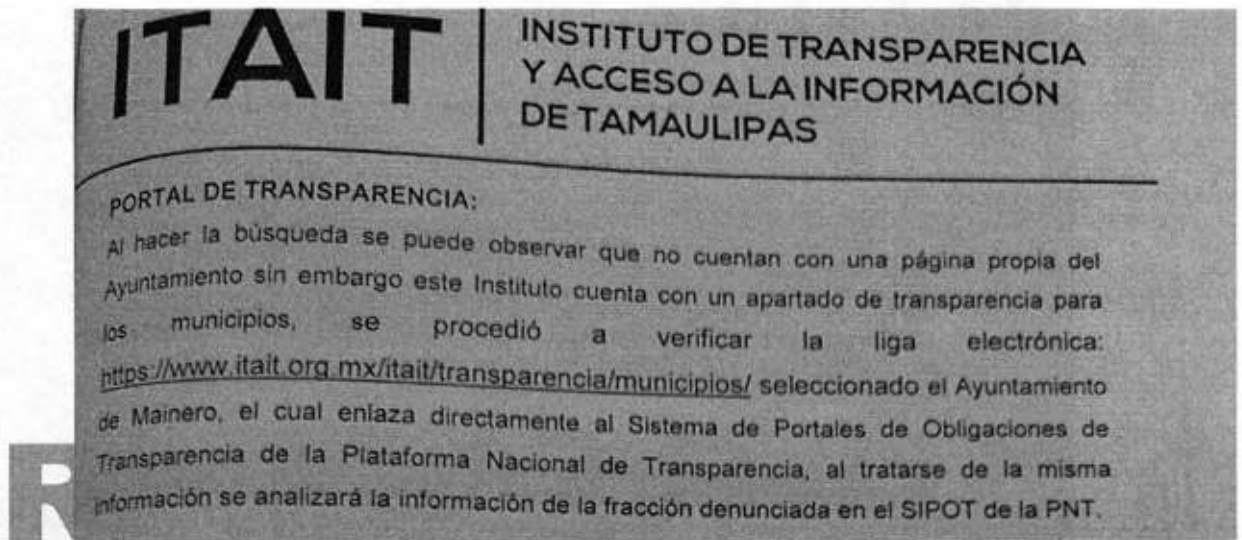 ITAIT
INSTITUTO DE TRANSPARENCIA
Y ACCESO A LA INFORMACIÓN
DE TAMAULIPAS
PORTAL DE TRANSPARENCIA:
Al hacer la búsqueda se puede observar que no cuentan con una página propia del
Ayuntamiento sin embargo este Instituto cuenta con un apartado de transparencia para
los municipios, se procedió a verificar la liga electrónica:
https://www.itait.org.mx/itait/transparencia/municipios/ seleccionado el Ayuntamiento
de Mainero, el cual enlaza directamente al Sistema de Portales de Obligaciones de
Transparencia de la Plataforma Nacional de Transparencia, al tratarse de la misma
información se analizará la información de la fracción denunciada en el SIPOT de la PNT.
R